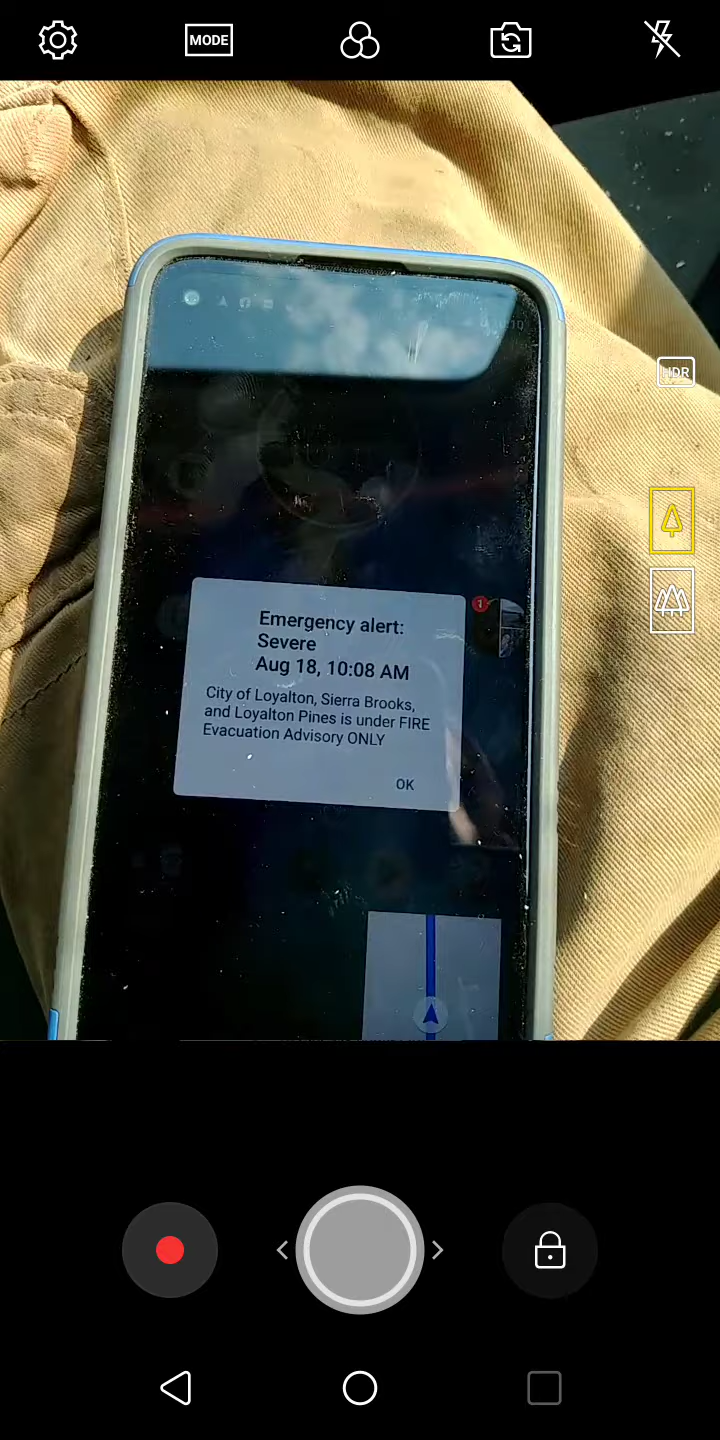 MODE
HDR
1
Emergency alert:
Severe
Aug 18, 10:08 AM
City of Loyalton, Sierra Brooks,
and Loyalton Pines is under FIRE
Evacuation Advisory ONLY
OK